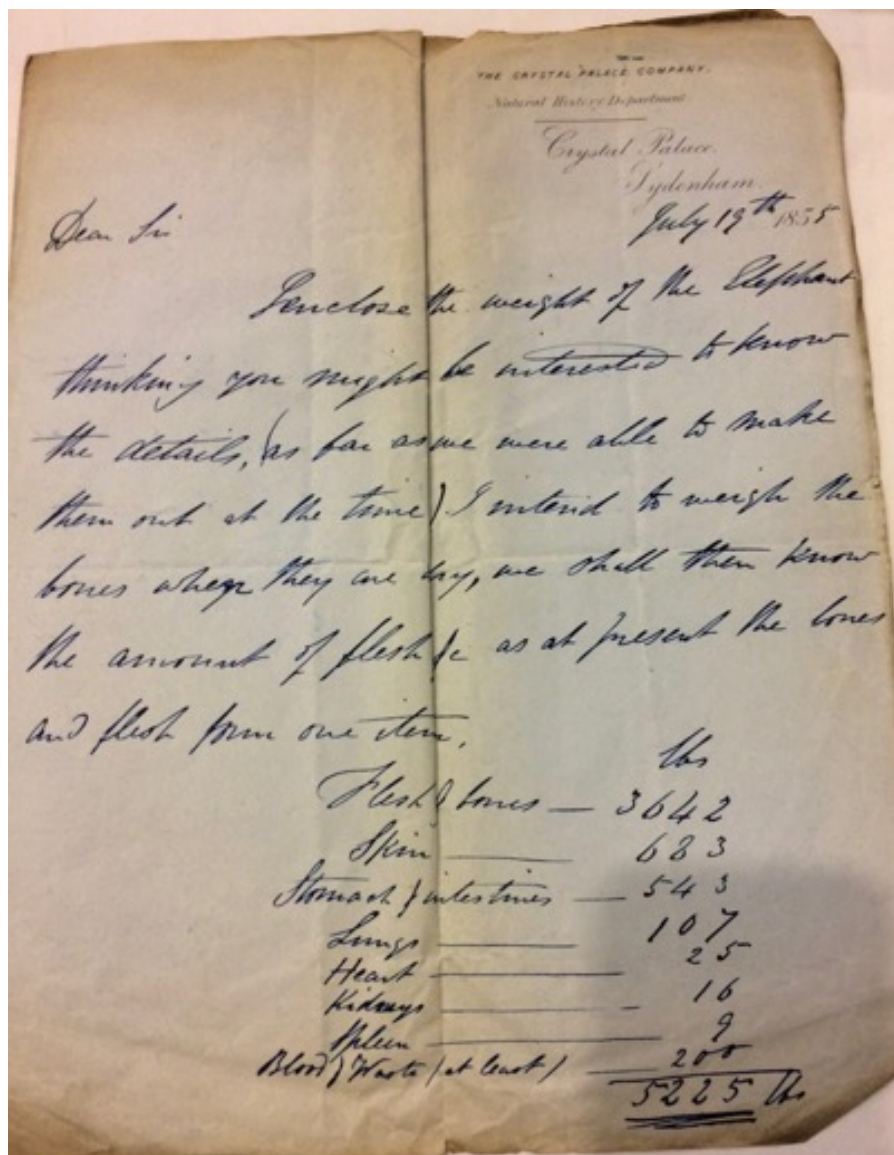 THE CRYSTAL PALACE COMPANY.
Natural History Department
Crystal Palace.
Sydenham.
July 19th 1855
Dear Sir
I enclose the weight of the Elephant
thinking you might be interested to know
the details, (as far as we were able to make
them out at the time) I intend to weigh the
bones when they are dry, we shall then know
the amount of flesh &c as at present the bones
and flesh form one item.
lbs
Flesh & bones — 3642
Skin — 683
Stomach & intestines — 543
Lungs — 107
Heart — 25
Kidneys — 16
Spleen — 9
Blood & Waste (at least) — 200
5225 lbs